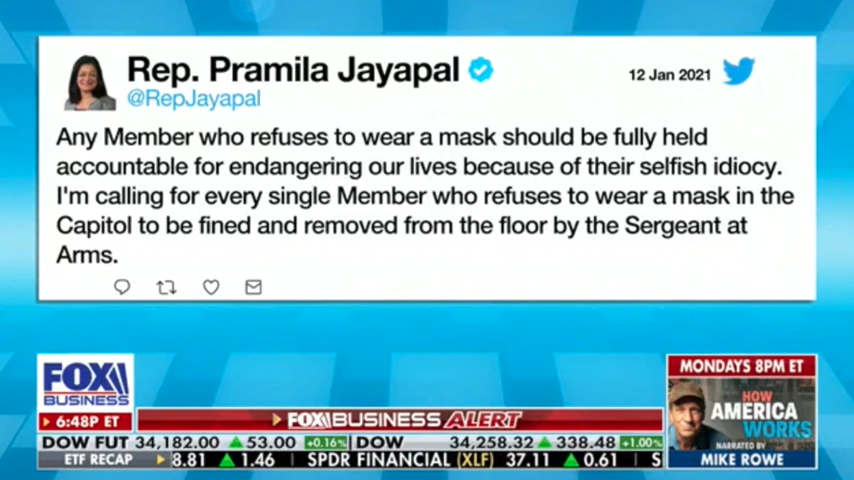 Rep. Pramila Jayapal
@RepJayapal
12 Jan 2021
Any Member who refuses to wear a mask should be fully held
accountable for endangering our lives because of their selfish idiocy.
I'm calling for every single Member who refuses to wear a mask in the
Capitol to be fined and removed from the floor by the Sergeant at
Arms.
FOX
BUSINESS
6:48P ET
FOX BUSINESS ALERT
DOW FUT 34,182.00 ▲ 53.00 +0.16% DOW 34,258.32 ▲ 338.48 +1.00%
ETF RECAP 8.81 ▲ 1.46 SPDR FINANCIAL (XLF) 37.11 ▲ 0.61 S
MONDAYS 8PM ET
HOW
AMERICA
WORKS
NARRATED BY
MIKE ROWE